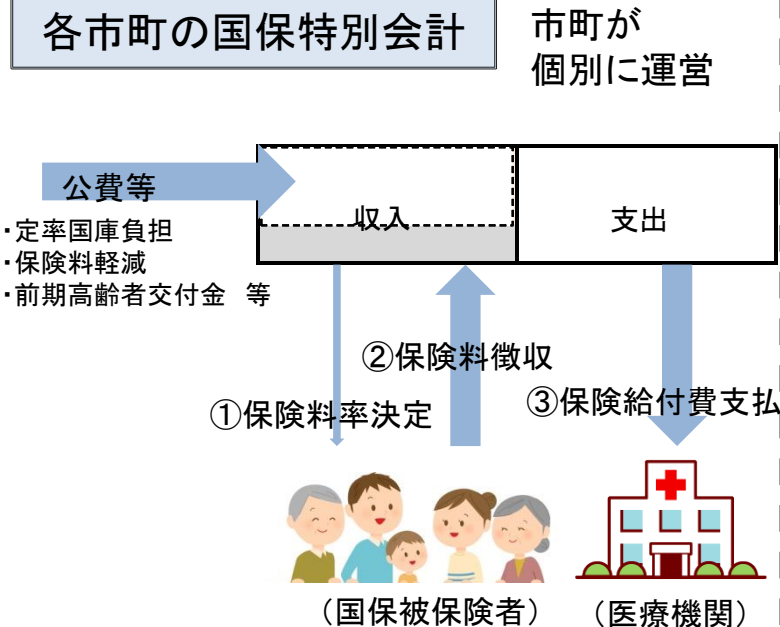 各市町の国保特別会計
市町が
個別に運営
公費等
・定率国庫負担
・保険料軽減
・前期高齢者交付金　等
収入
支出
②保険料徴収
①保険料率決定
③保険給付費支払
（国保被保険者）
（医療機関）